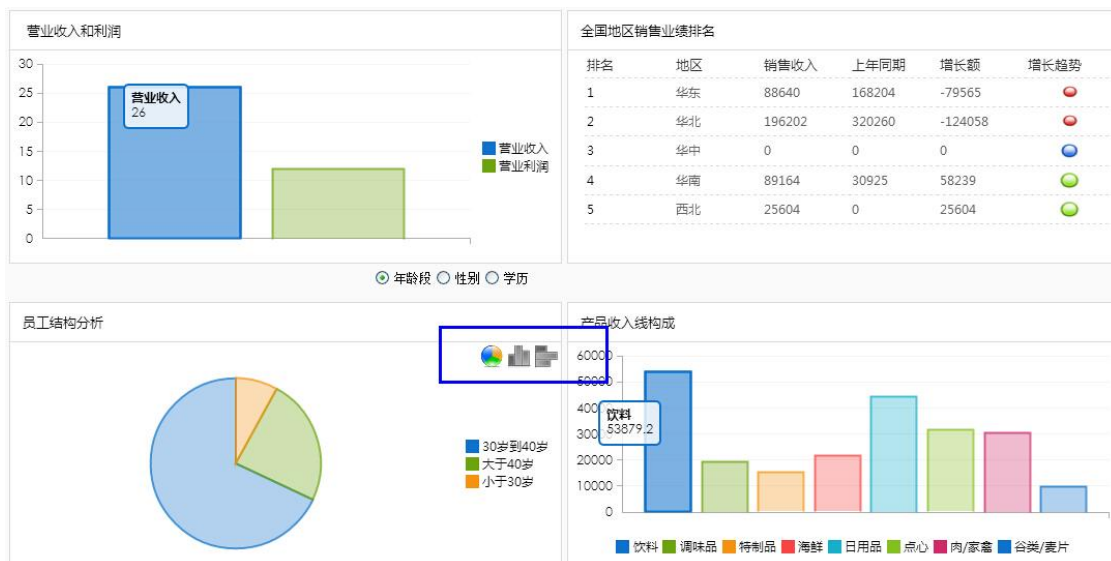 营业收入和利润
30
25
20
15
10
5
0
营业收入
26
营业收入
营业利润
全国地区销售业绩排名
排名 地区 销售收入 上年同期 增长额 增长趋势
1 华东 88640 168204 -79565
2 华北 196202 320260 -124058
3 华中 0 0 0
4 华南 89164 30925 58239
5 西北 25604 0 25604
年龄段 性别 学历
员工结构分析
30岁到40岁
大于40岁
小于30岁
产品收入线构成
60000
50000
40000
30000
20000
10000
0
饮料
53879.2
饮料 调味品 特制品 海鲜 日用品 点心 肉/家禽 谷类/麦片